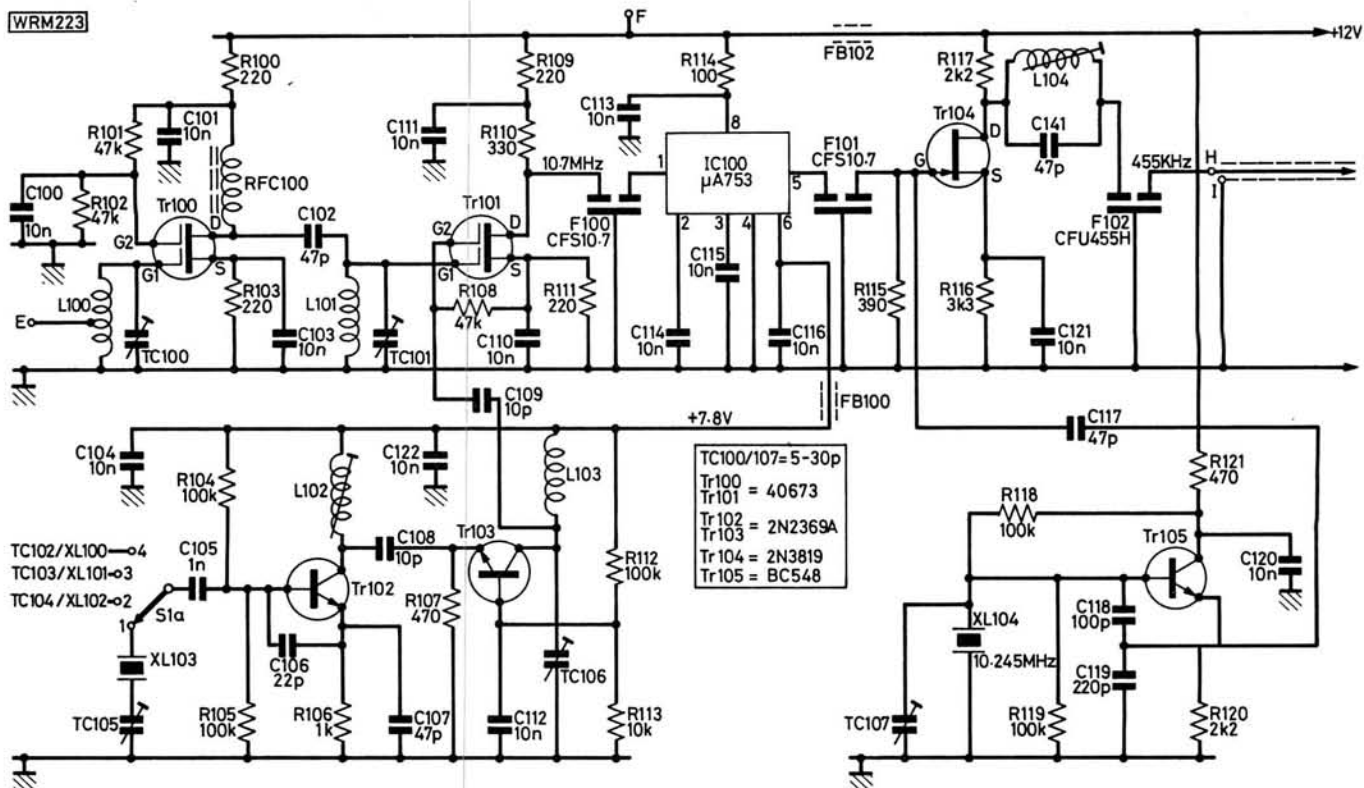 WRM223
F
+12V
R100
220
R109
220
R114
100
FB102
R117
2k2
L104
C101
10n
R101
47k
C111
10n
R110
330
C113
10n
8
Tr104
D
C141
47p
10.7MHz
1
IC100
µA753
5
F101
CFS10.7
G
S
455KHz
H
I
C100
10n
R102
47k
RFC100
Tr100
D
G2
G1
S
C102
47p
Tr101
D
G2
G1
S
F100
CFS10.7
2
3
4
6
F102
CFU455H
L100
E
TC100
R103
220
C103
10n
L101
TC101
R108
47k
C110
10n
R111
220
C115
10n
C114
10n
C116
10n
R115
390
R116
3k3
C121
10n
C109
10p
FB100
+7.8V
C117
47p
C104
10n
R104
100k
L102
C122
10n
L103
TC100/107=5-30p
Tr100
Tr101 = 40673
Tr102
Tr103 = 2N2369A
Tr104 = 2N3819
Tr105 = BC548
R121
470
R118
100k
TC102/XL100 4
TC103/XL101 3
TC104/XL102 2
1
S1a
C105
1n
C108
10p
Tr103
Tr102
R112
100k
Tr105
C120
10n
R107
470
XL103
C106
22p
TC106
XL104
10.245MHz
C118
100p
C119
220p
TC105
R105
100k
R106
1k
C107
47p
C112
10n
R113
10k
TC107
R119
100k
R120
2k2